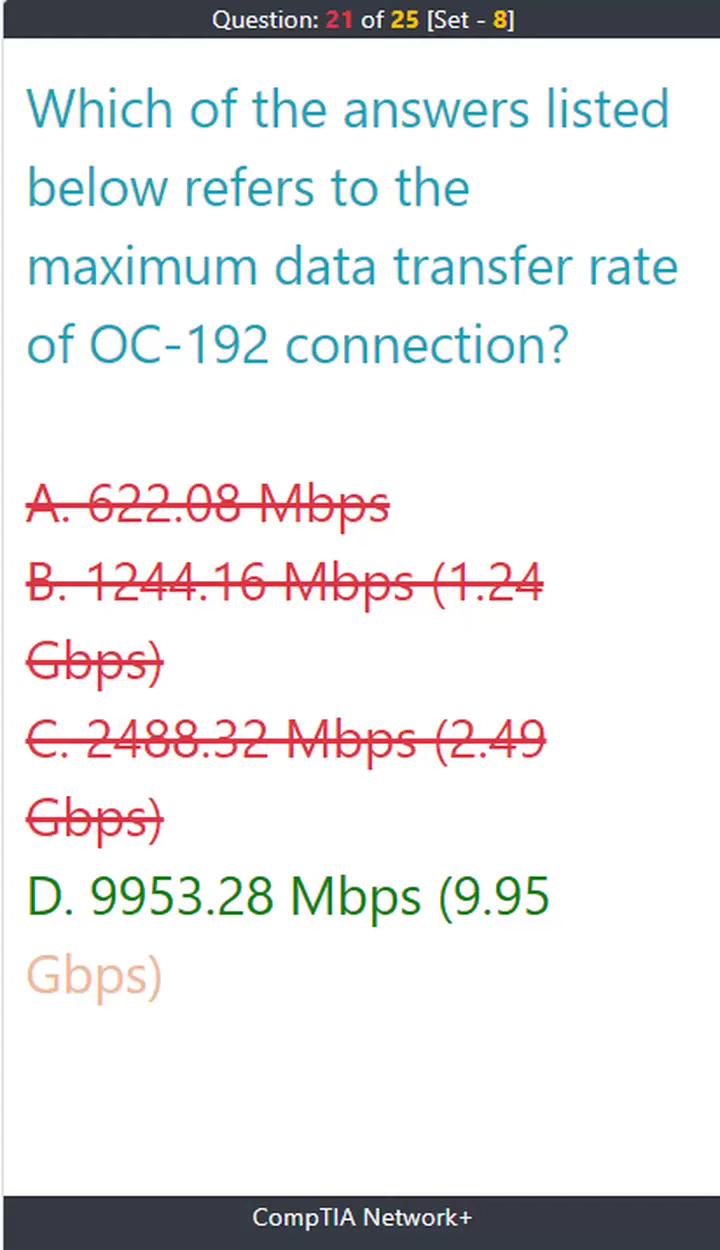 Question: 21 of 25 [Set - 8]
Which of the answers listed
below refers to the
maximum data transfer rate
of OC-192 connection?
A. 622.08 Mbps
B. 1244.16 Mbps (1.24
Gbps)
C. 2488.32 Mbps (2.49
Gbps)
D. 9953.28 Mbps (9.95
Gbps)
CompTIA Network+